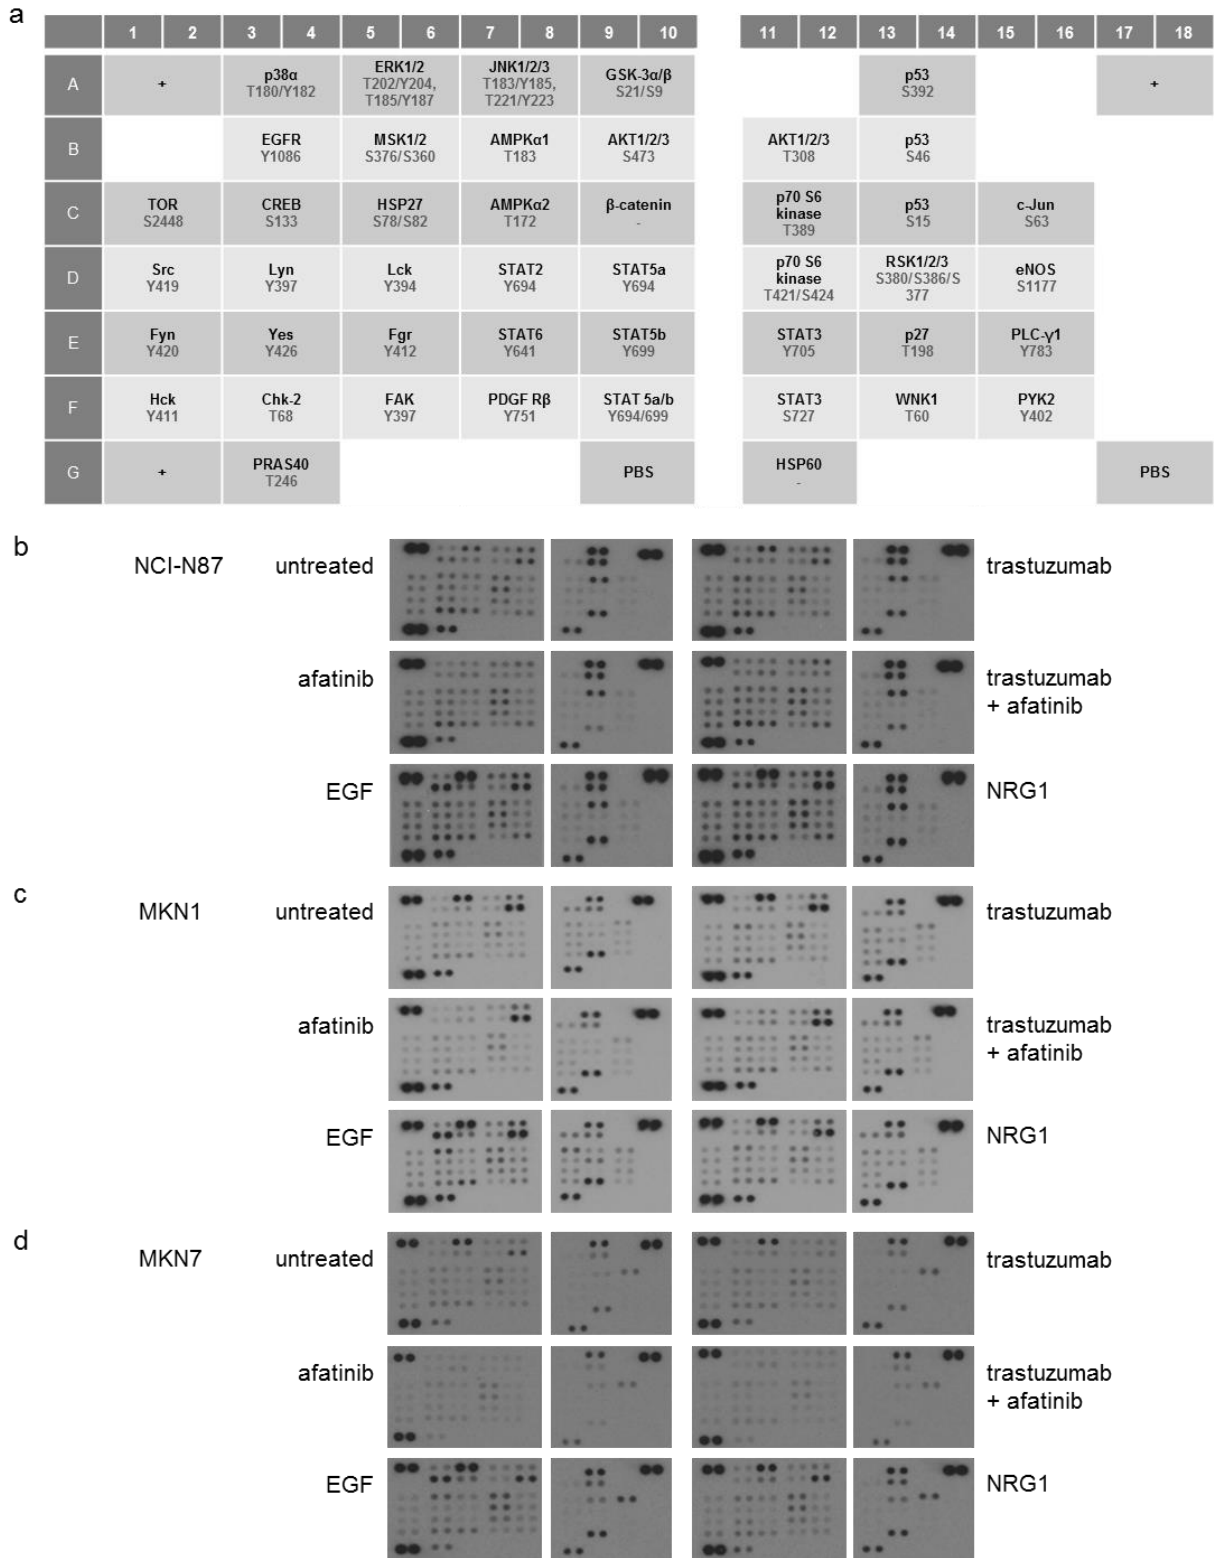 a
1 2 3 4 5 6 7 8 9 10 11 12 13 14 15 16 17 18
A
+
p38α
T180/Y182
ERK1/2
T202/Y204,
T185/Y187
JNK1/2/3
T183/Y185,
T221/Y223
GSK-3α/β
S21/S9
p53
S392
+
B
EGFR
Y1086
MSK1/2
S376/S360
AMPKα1
T183
AKT1/2/3
S473
AKT1/2/3
T308
p53
S46
C
TOR
S2448
CREB
S133
HSP27
S78/S82
AMPKα2
T172
β-catenin
-
p70 S6
kinase
T389
p53
S15
c-Jun
S63
D
Src
Y419
Lyn
Y397
Lck
Y394
STAT2
Y694
STAT5a
Y694
p70 S6
kinase
T421/S424
RSK1/2/3
S380/S386/S
377
eNOS
S1177
E
Fyn
Y420
Yes
Y426
Fgr
Y412
STAT6
Y641
STAT5b
Y699
STAT3
Y705
p27
T198
PLC-γ1
Y783
F
Hck
Y411
Chk-2
T68
FAK
Y397
PDGF Rβ
Y751
STAT 5a/b
Y694/699
STAT3
S727
WNK1
T60
PYK2
Y402
G
+
PRAS40
T246
PBS
HSP60
-
PBS
b
NCI-N87
untreated
trastuzumab
afatinib
trastuzumab
+ afatinib
EGF
NRG1
c
MKN1
untreated
trastuzumab
afatinib
trastuzumab
+ afatinib
EGF
NRG1
d
MKN7
untreated
trastuzumab
afatinib
trastuzumab
+ afatinib
EGF
NRG1